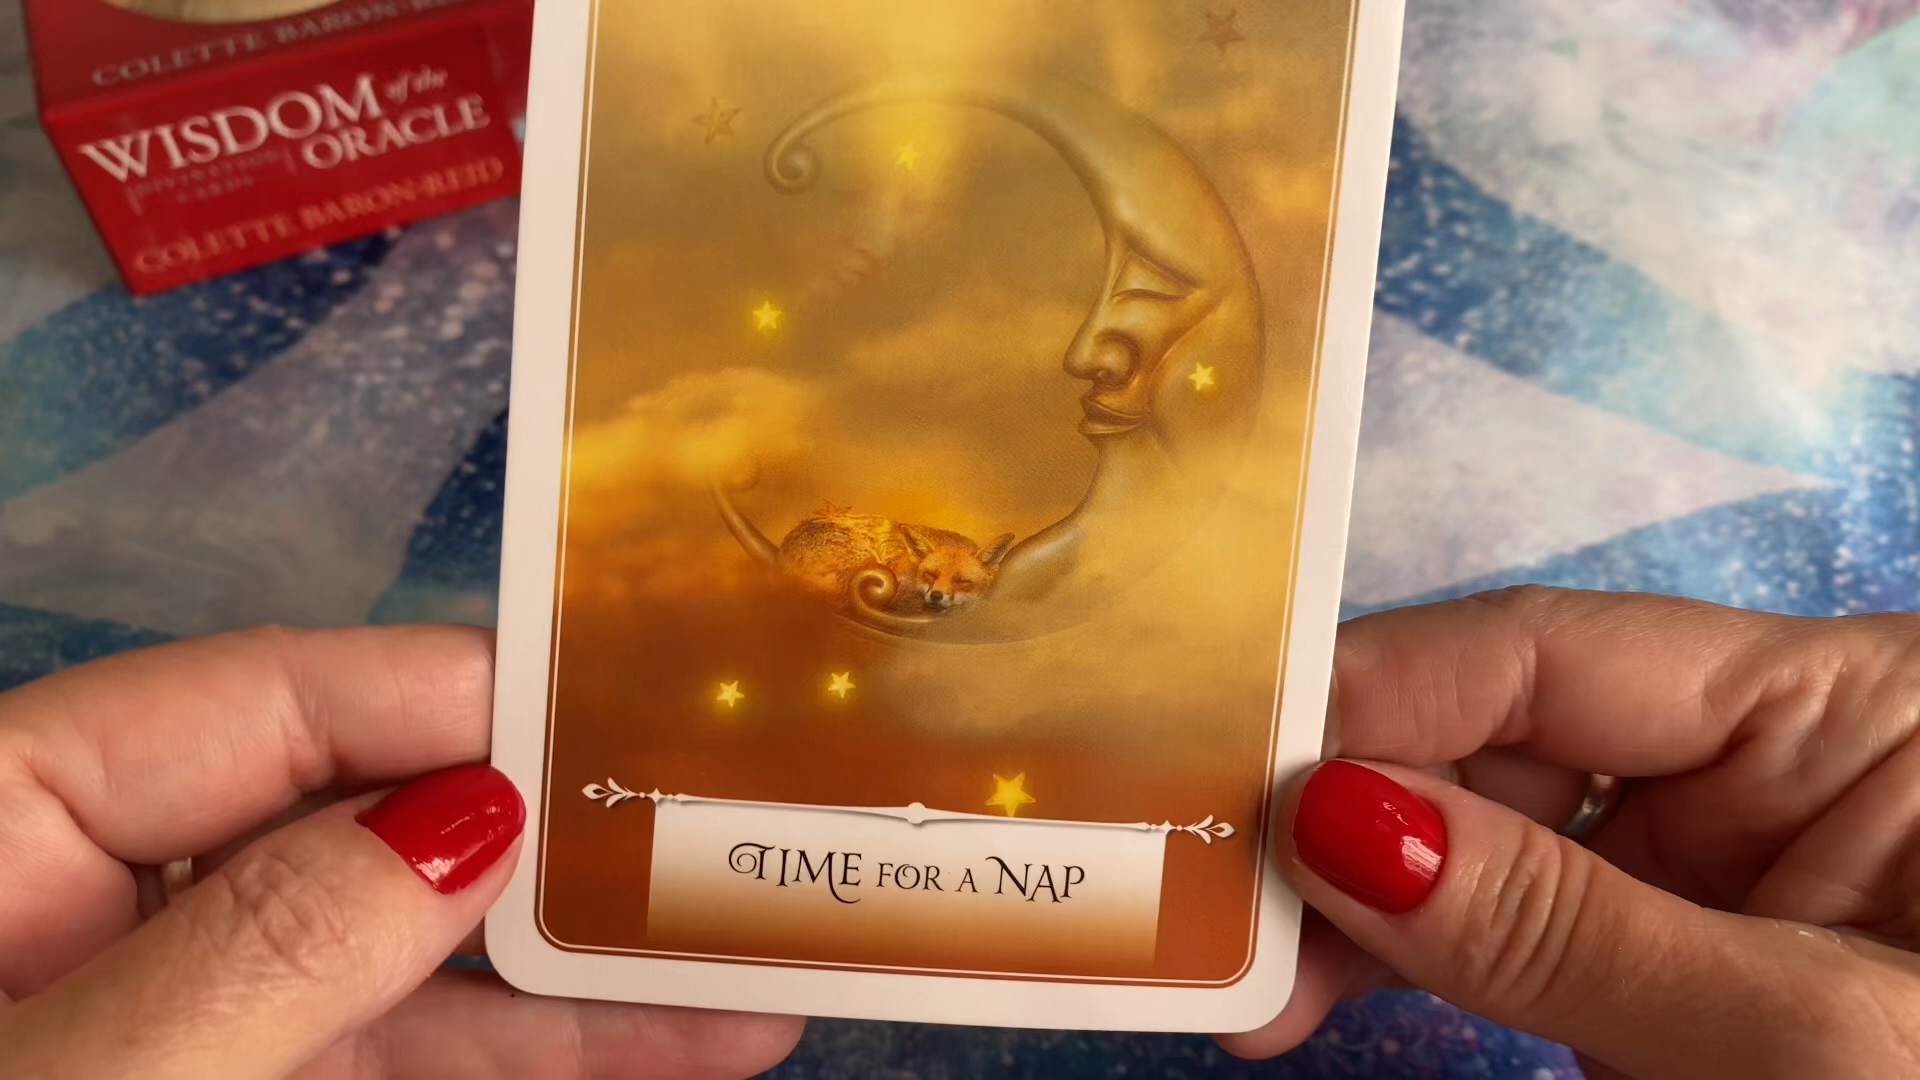 COLETTE BARON-REID
WISDOM of the
ORACLE
DIVINATION
CARDS
COLETTE BARON-REID
TIME FOR A NAP